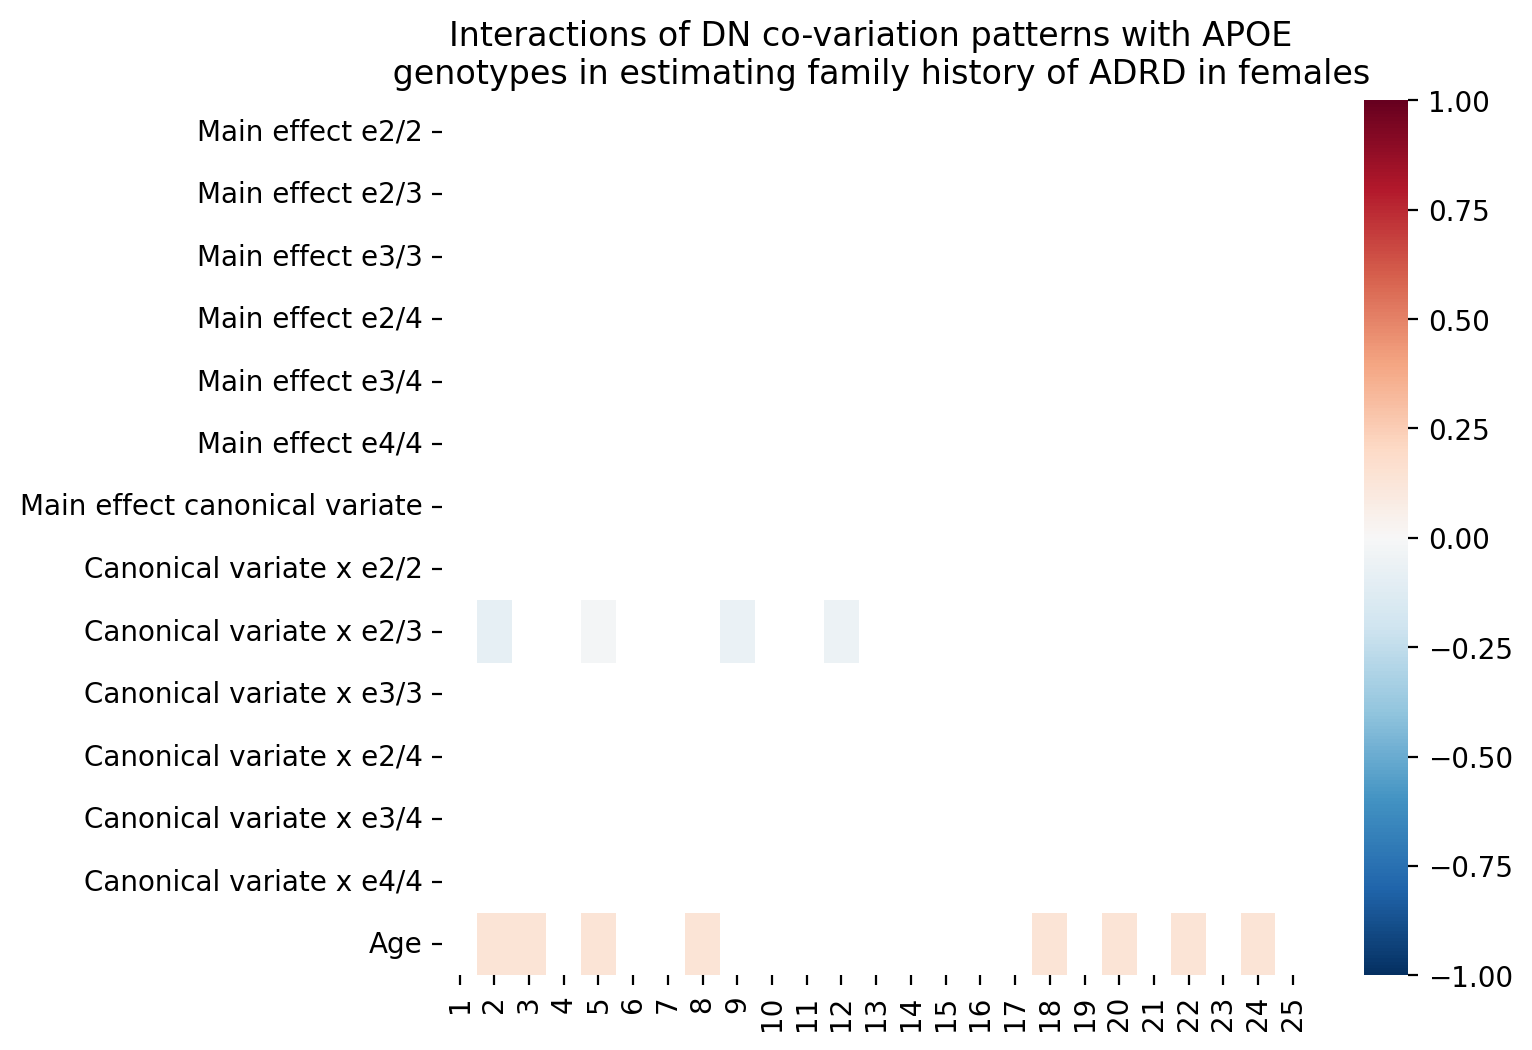 Interactions of DN co-variation patterns with APOE
genotypes in estimating family history of ADRD in females
Main effect e2/2
Main effect e2/3
Main effect e3/3
Main effect e2/4
Main effect e3/4
Main effect e4/4
Main effect canonical variate
Canonical variate x e2/2
Canonical variate x e2/3
Canonical variate x e3/3
Canonical variate x e2/4
Canonical variate x e3/4
Canonical variate x e4/4
Age
1 2 3 4 5 6 7 8 9 10 11 12 13 14 15 16 17 18 19 20 21 22 23 24 25
1.00
0.75
0.50
0.25
0.00
−0.25
−0.50
−0.75
−1.00